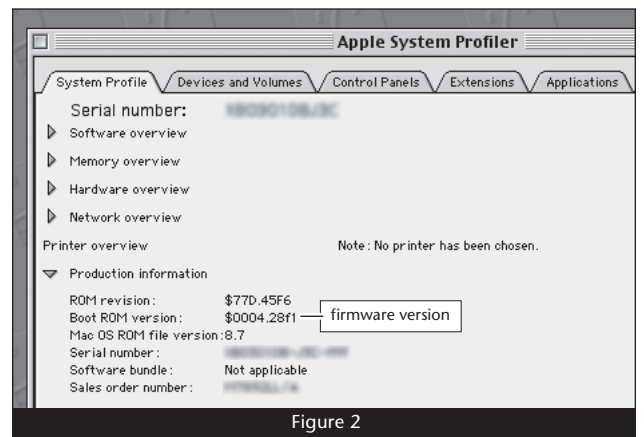 Apple System Profiler
System Profile Devices and Volumes Control Panels Extensions Applications
Serial number:
Software overview
Memory overview
Hardware overview
Network overview
Printer overview Note: No printer has been chosen.
Production information
ROM revision: $77D.45F6
Boot ROM version: $0004.28f1 firmware version
Mac OS ROM file version: 8.7
Serial number:
Software bundle: Not applicable
Sales order number:
Figure 2